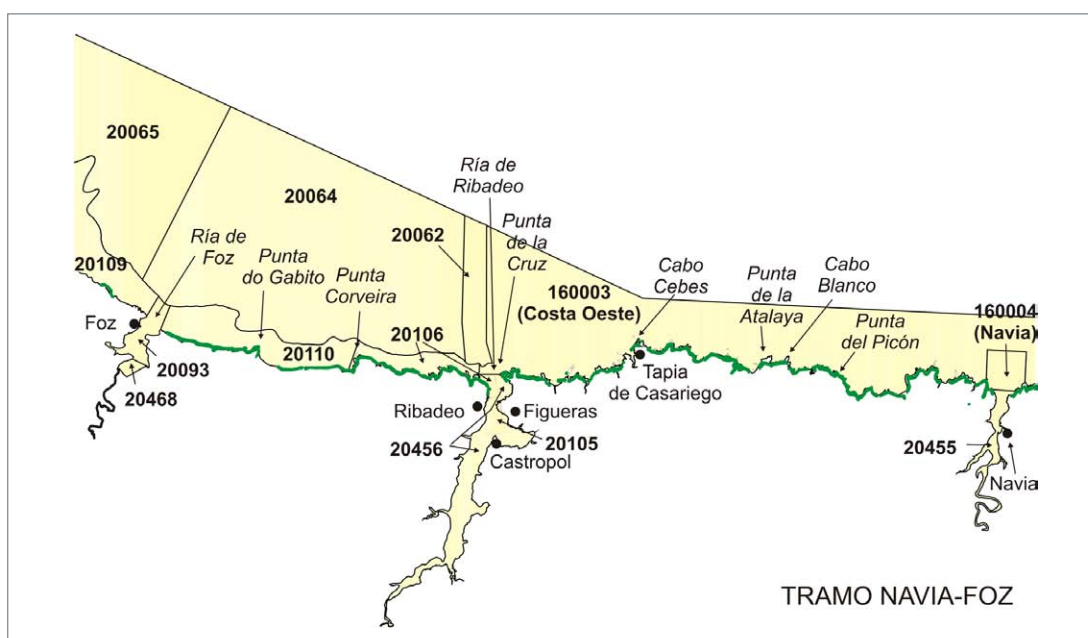 20065
20064
Ría de
Ribadeo
20062
Punta
de la
Cruz
20109
Ría de
Foz
Punta
do Gabito
Punta
Corveira
160003
(Costa Oeste)
Cabo
Cebes
Punta
de la
Atalaya
Cabo
Blanco
Punta
del Picón
160004
(Navia)
Foz
20106
20110
20093
20468
Tapia
de Casariego
Ribadeo
Figueras
20456
20105
Castropol
20455
Navia
TRAMO NAVIA-FOZ